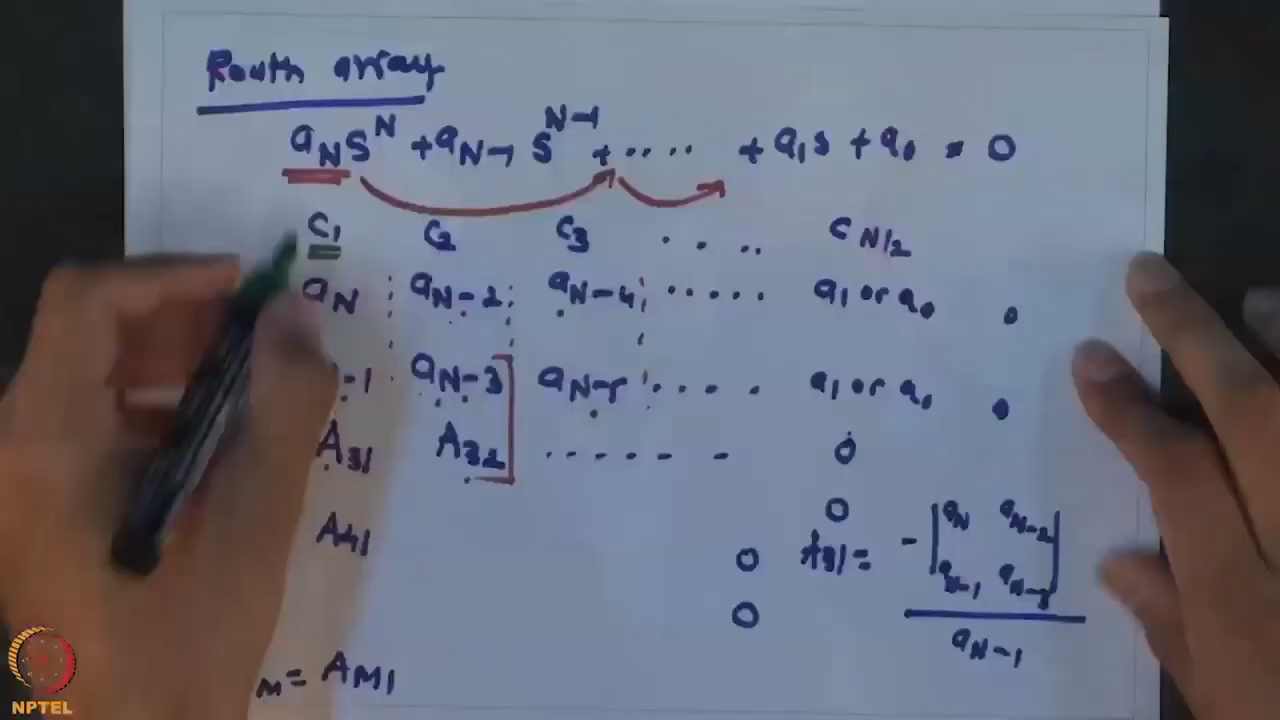 Routh array
aN S^N + aN-1 S^N-1 + .... + a1s + a0 = 0
C1 C2 C3 . . .. CN/2
aN aN-2 aN-4 ..... a1 or a0 0
-1 aN-3 aN-5 .... a1 or a0 0
A31 A32 ...... 0
A41 0
0 A31 = - | aN aN-2 |
| aN-1 aN-3 |
0 aN-1
m = AM1
NPTEL